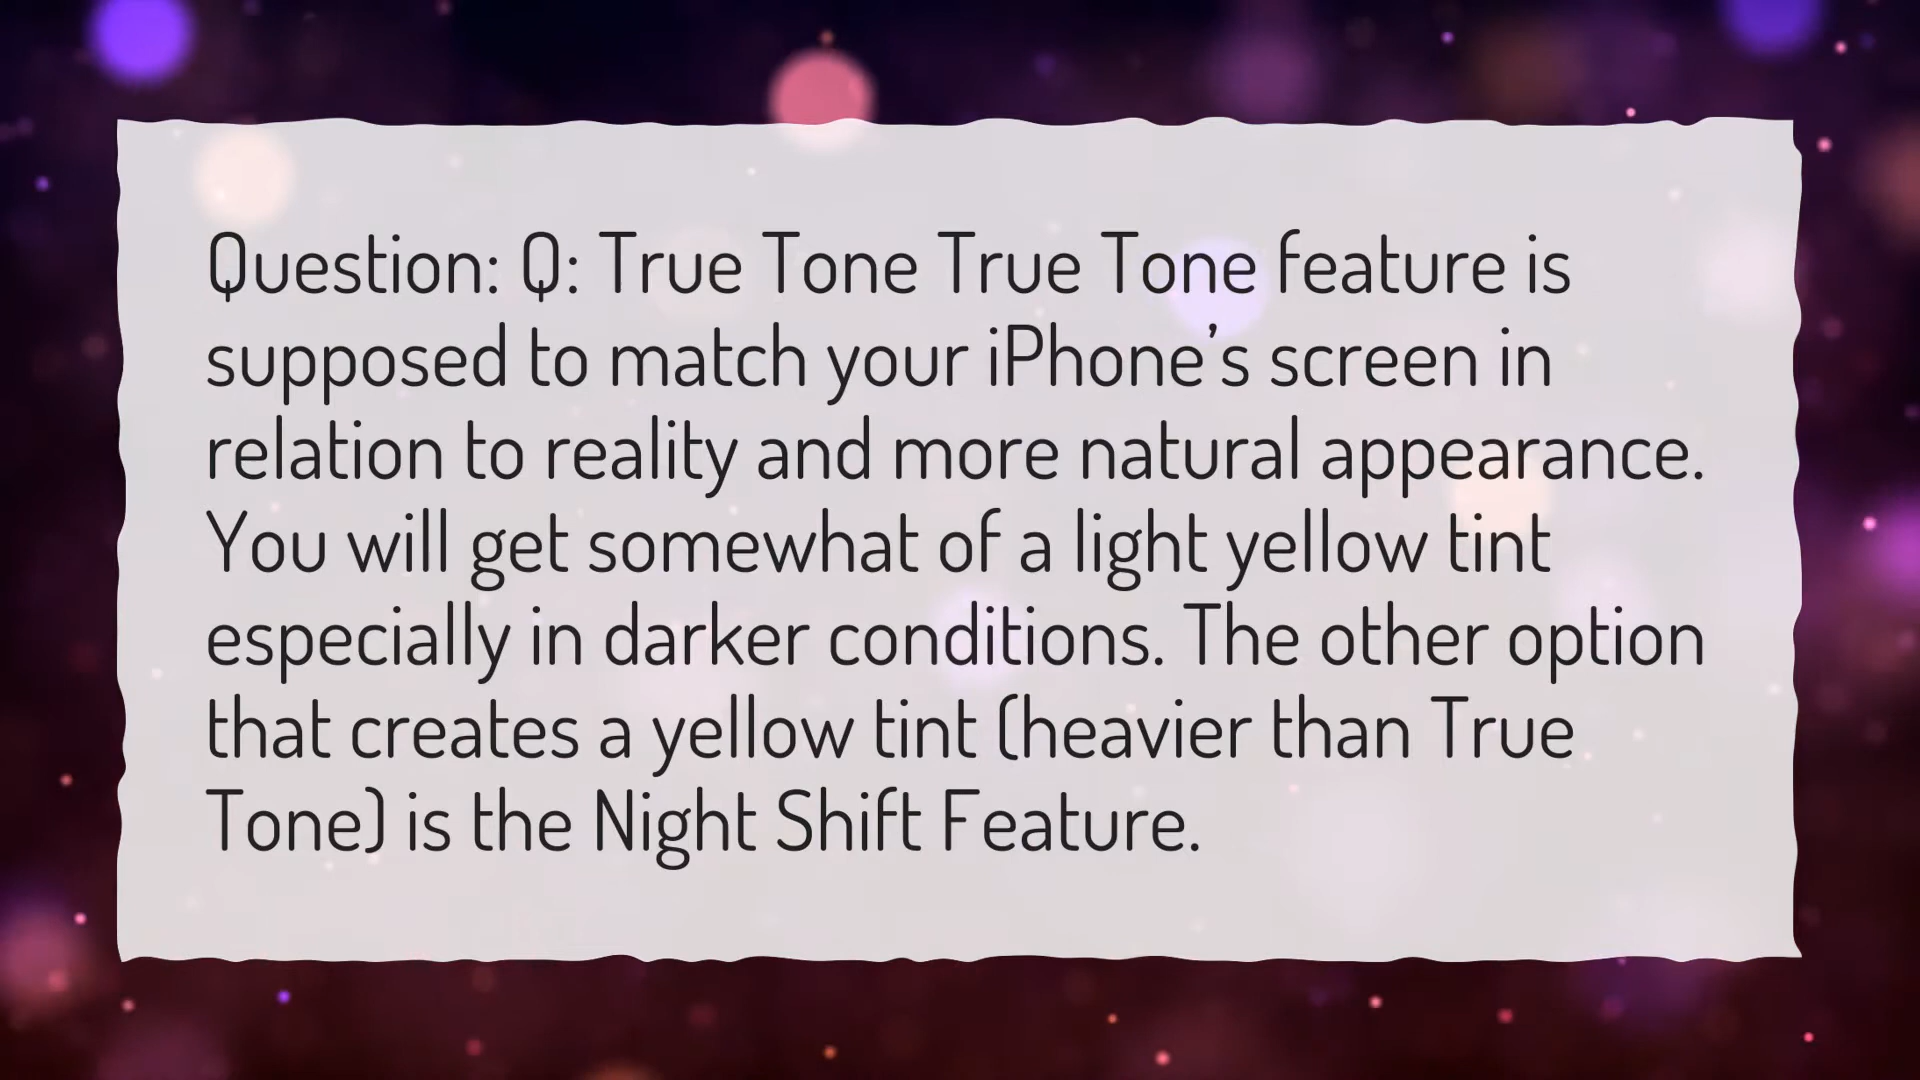 Question: Q: True Tone True Tone feature is
supposed to match your iPhone’s screen in
relation to reality and more natural appearance.
You will get somewhat of a light yellow tint
especially in darker conditions. The other option
that creates a yellow tint (heavier than True
Tone) is the Night Shift Feature.